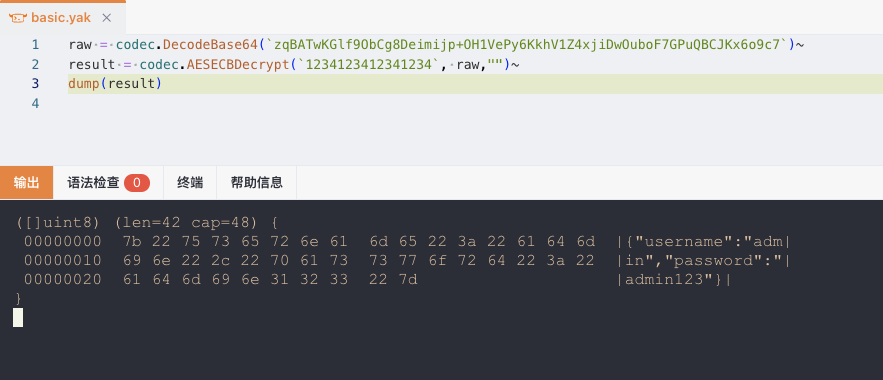 basic.yak
1 raw = codec.DecodeBase64(`zqBATwKGlf9ObCg8Deimijp+OH1VePy6KkhV1Z4xjiDwOuboF7GPuQBCJKx6o9c7`)~
2 result = codec.AESECBDecrypt(`1234123412341234`, raw,"")~
3 dump(result)
4
输出 语法检查 0 终端 帮助信息
([]uint8) (len=42 cap=48) {
00000000 7b 22 75 73 65 72 6e 61 6d 65 22 3a 22 61 64 6d |{"username":"adm|
00000010 69 6e 22 2c 22 70 61 73 73 77 6f 72 64 22 3a 22 |in","password":"|
00000020 61 64 6d 69 6e 31 32 33 22 7d |admin123"}|
}